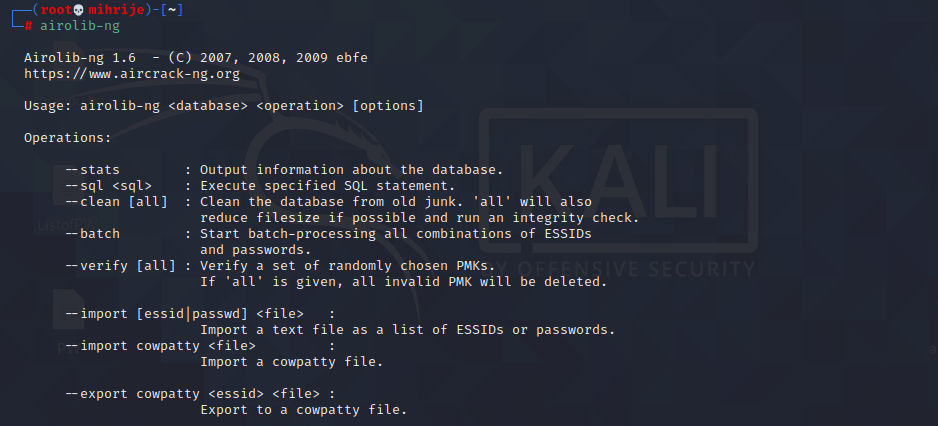 (root💀mihrije)-[~]
# airolib-ng
Airolib-ng 1.6  - (C) 2007, 2008, 2009 ebfe
https://www.aircrack-ng.org
Usage: airolib-ng <database> <operation> [options]
Operations:
--stats        : Output information about the database.
--sql <sql>    : Execute specified SQL statement.
--clean [all]  : Clean the database from old junk. 'all' will also
reduce filesize if possible and run an integrity check.
--batch        : Start batch-processing all combinations of ESSIDs
and passwords.
--verify [all] : Verify a set of randomly chosen PMKs.
If 'all' is given, all invalid PMK will be deleted.
--import [essid|passwd] <file>   :
Import a text file as a list of ESSIDs or passwords.
--import cowpatty <file>         :
Import a cowpatty file.
--export cowpatty <essid> <file> :
Export to a cowpatty file.
KALI
BY OFFENSIVE SECURITY